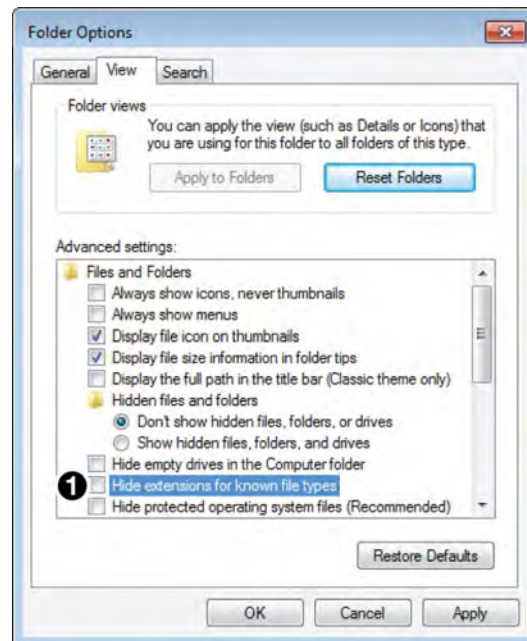 Folder Options
General View Search
Folder views
You can apply the view (such as Details or Icons) that
you are using for this folder to all folders of this type.
Apply to Folders Reset Folders
Advanced settings:
Files and Folders
Always show icons, never thumbnails
Always show menus
Display file icon on thumbnails
Display file size information in folder tips
Display the full path in the title bar (Classic theme only)
Hidden files and folders
Don't show hidden files, folders, or drives
Show hidden files, folders, and drives
Hide empty drives in the Computer folder
1 Hide extensions for known file types
Hide protected operating system files (Recommended)
Restore Defaults
OK Cancel Apply